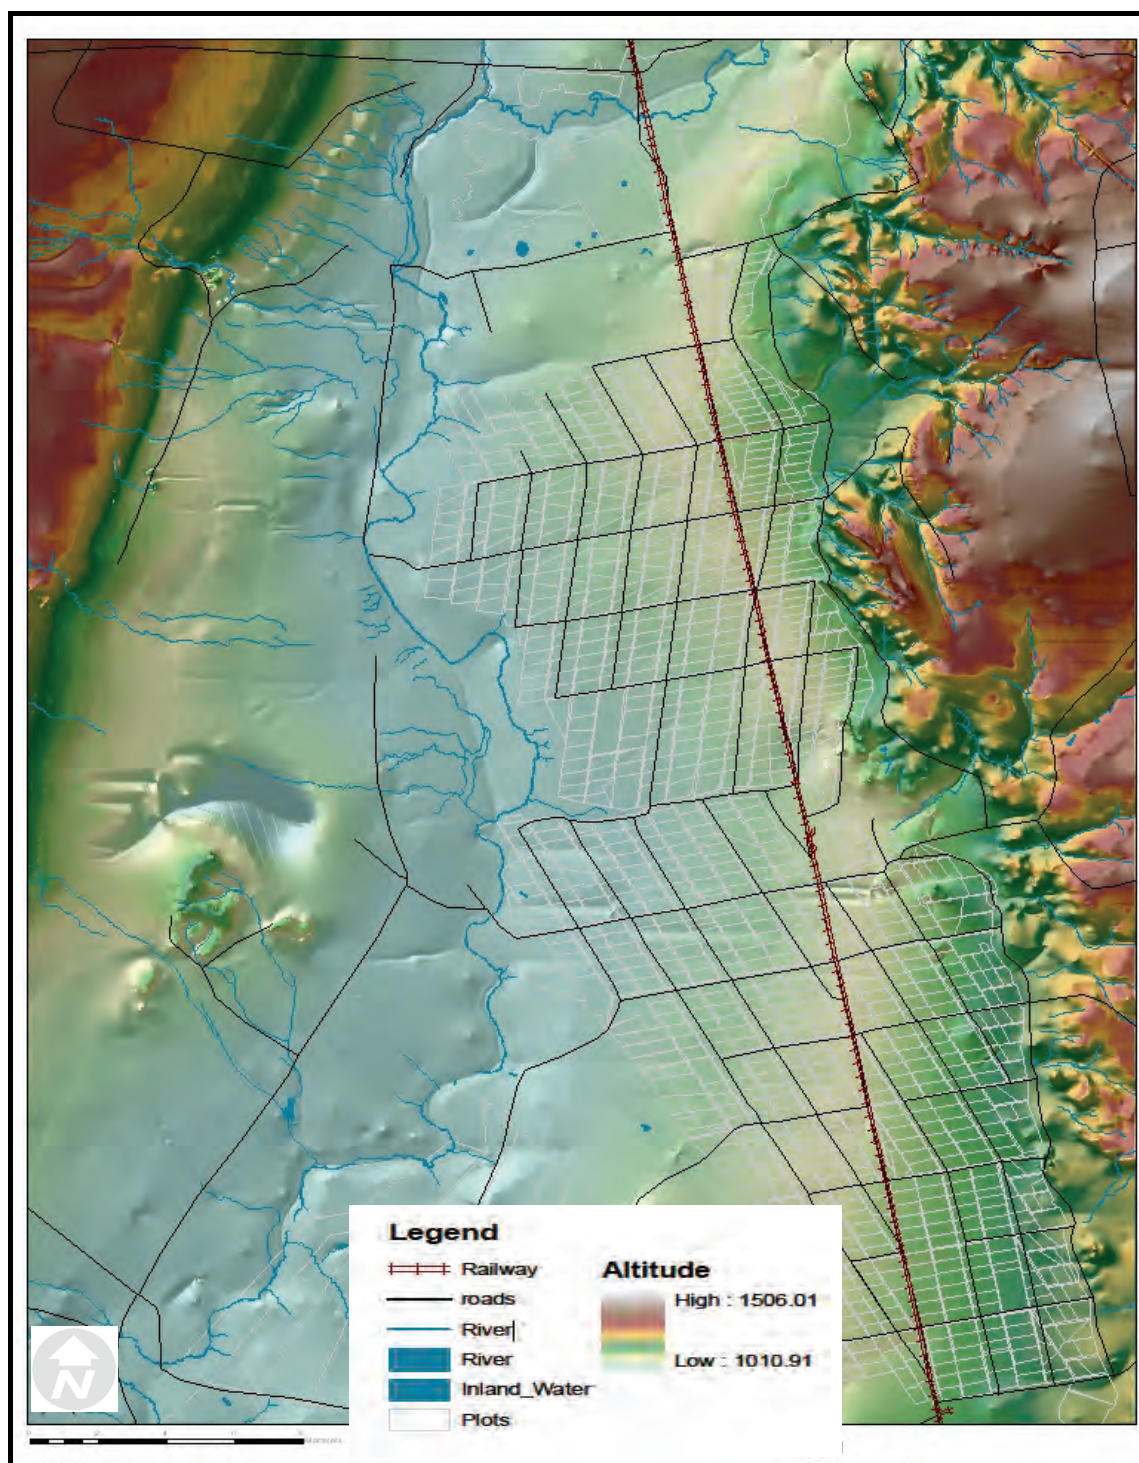 Legend
Railway
roads
River
River
Inland_Water
Plots
Altitude
High : 1506.01
Low : 1010.91
N